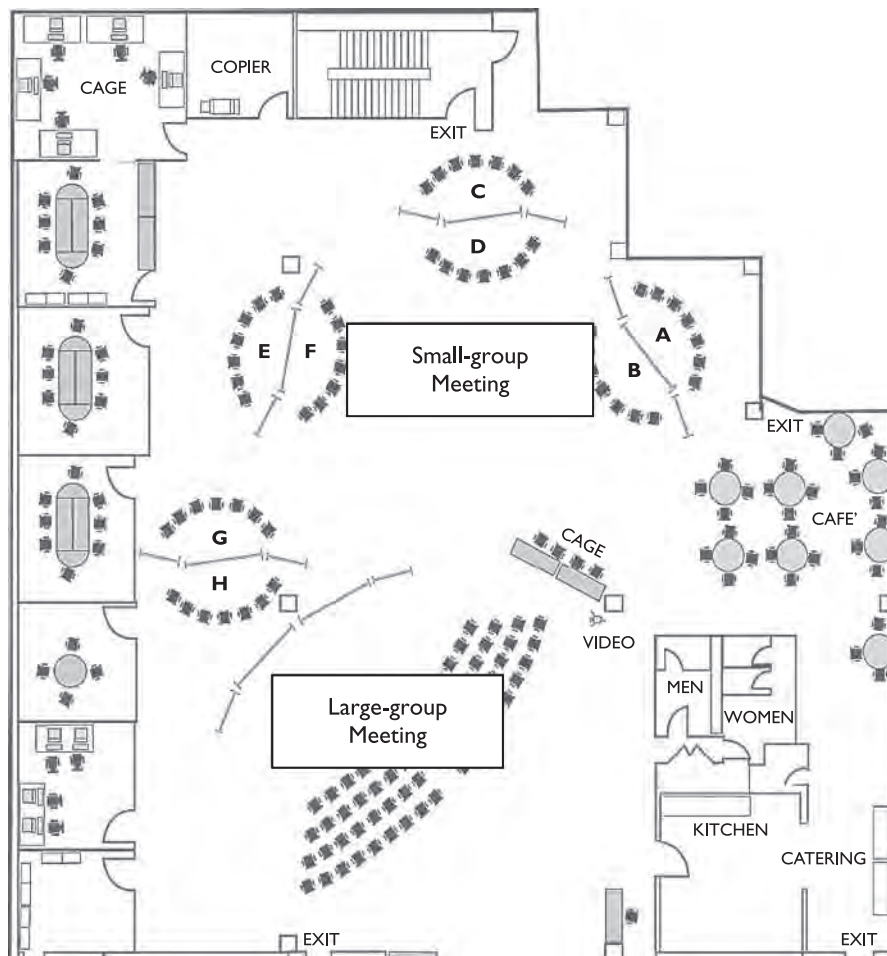 COPIER
CAGE
EXIT
C
D
A
E
F
B
Small-group
Meeting
EXIT
CAFE'
G
CAGE
H
VIDEO
MEN
WOMEN
Large-group
Meeting
KITCHEN
CATERING
EXIT
EXIT